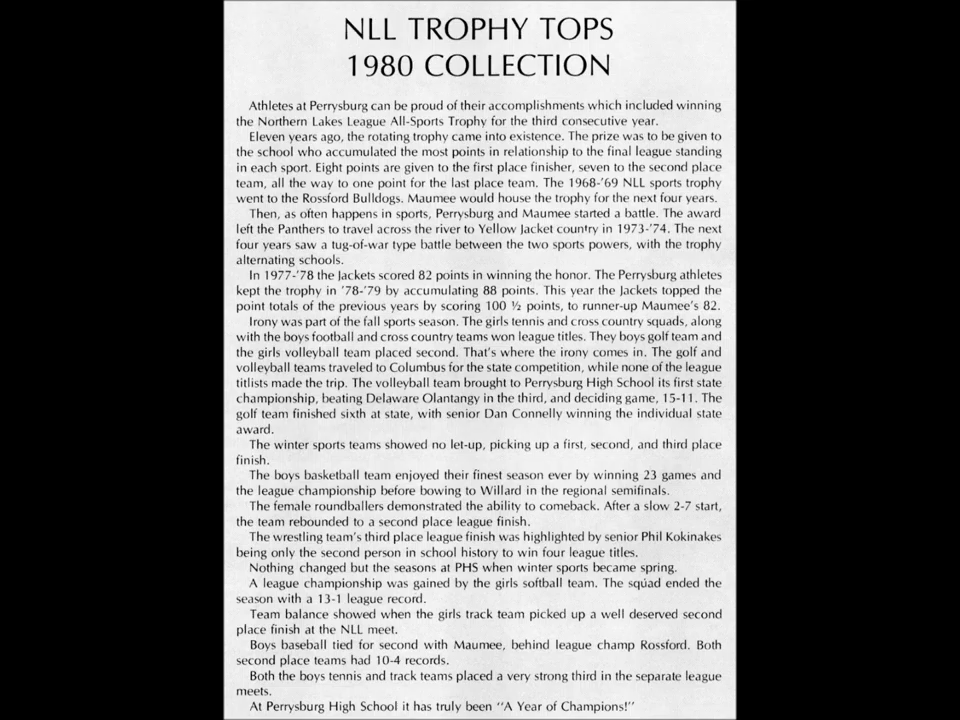 NLL TROPHY TOPS
1980 COLLECTION
Athletes at Perrysburg can be proud of their accomplishments which included winning
the Northern Lakes League All-Sports Trophy for the third consecutive year.
Eleven years ago, the rotating trophy came into existence. The prize was to be given to
the school who accumulated the most points in relationship to the final league standing
in each sport. Eight points are given to the first place finisher, seven to the second place
team, all the way to one point for the last place team. The 1968-'69 NLL sports trophy
went to the Rossford Bulldogs. Maumee would house the trophy for the next four years.
Then, as often happens in sports, Perrysburg and Maumee started a battle. The award
left the Panthers to travel across the river to Yellow Jacket country in 1973-'74. The next
four years saw a tug-of-war type battle between the two sports powers, with the trophy
alternating schools.
In 1977-'78 the Jackets scored 82 points in winning the honor. The Perrysburg athletes
kept the trophy in '78-'79 by accumulating 88 points. This year the Jackets topped the
point totals of the previous years by scoring 100 ½ points, to runner-up Maumee's 82.
Irony was part of the fall sports season. The girls tennis and cross country squads, along
with the boys football and cross country teams won league titles. They boys golf team and
the girls volleyball team placed second. That's where the irony comes in. The golf and
volleyball teams traveled to Columbus for the state competition, while none of the league
titlists made the trip. The volleyball team brought to Perrysburg High School its first state
championship, beating Delaware Olantangy in the third, and deciding game, 15-11. The
golf team finished sixth at state, with senior Dan Connelly winning the individual state
award.
The winter sports teams showed no let-up, picking up a first, second, and third place
finish.
The boys basketball team enjoyed their finest season ever by winning 23 games and
the league championship before bowing to Willard in the regional semifinals.
The female roundballers demonstrated the ability to comeback. After a slow 2-7 start,
the team rebounded to a second place league finish.
The wrestling team's third place league finish was highlighted by senior Phil Kokinakes
being only the second person in school history to win four league titles.
Nothing changed but the seasons at PHS when winter sports became spring.
A league championship was gained by the girls softball team. The squad ended the
season with a 13-1 league record.
Team balance showed when the girls track team picked up a well deserved second
place finish at the NLL meet.
Boys baseball tied for second with Maumee, behind league champ Rossford. Both
second place teams had 10-4 records.
Both the boys tennis and track teams placed a very strong third in the separate league
meets.
At Perrysburg High School it has truly been "A Year of Champions!"